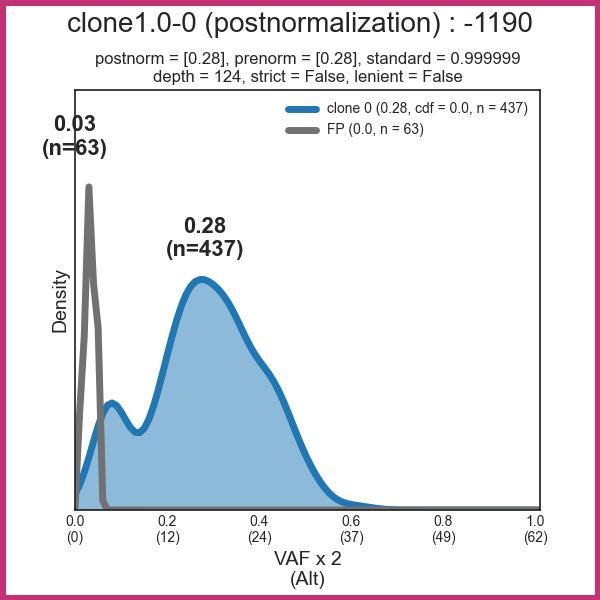 clone1.0-0 (postnormalization) : -1190
postnorm = [0.28], prenorm = [0.28], standard = 0.999999
depth = 124, strict = False, lenient = False
clone 0 (0.28, cdf = 0.0, n = 437)
FP (0.0, n = 63)
0.03
(n=63)
0.28
(n=437)
Density
0.0 0.2 0.4 0.6 0.8 1.0
(0) (12) (24) (37) (49) (62)
VAF x 2
(Alt)